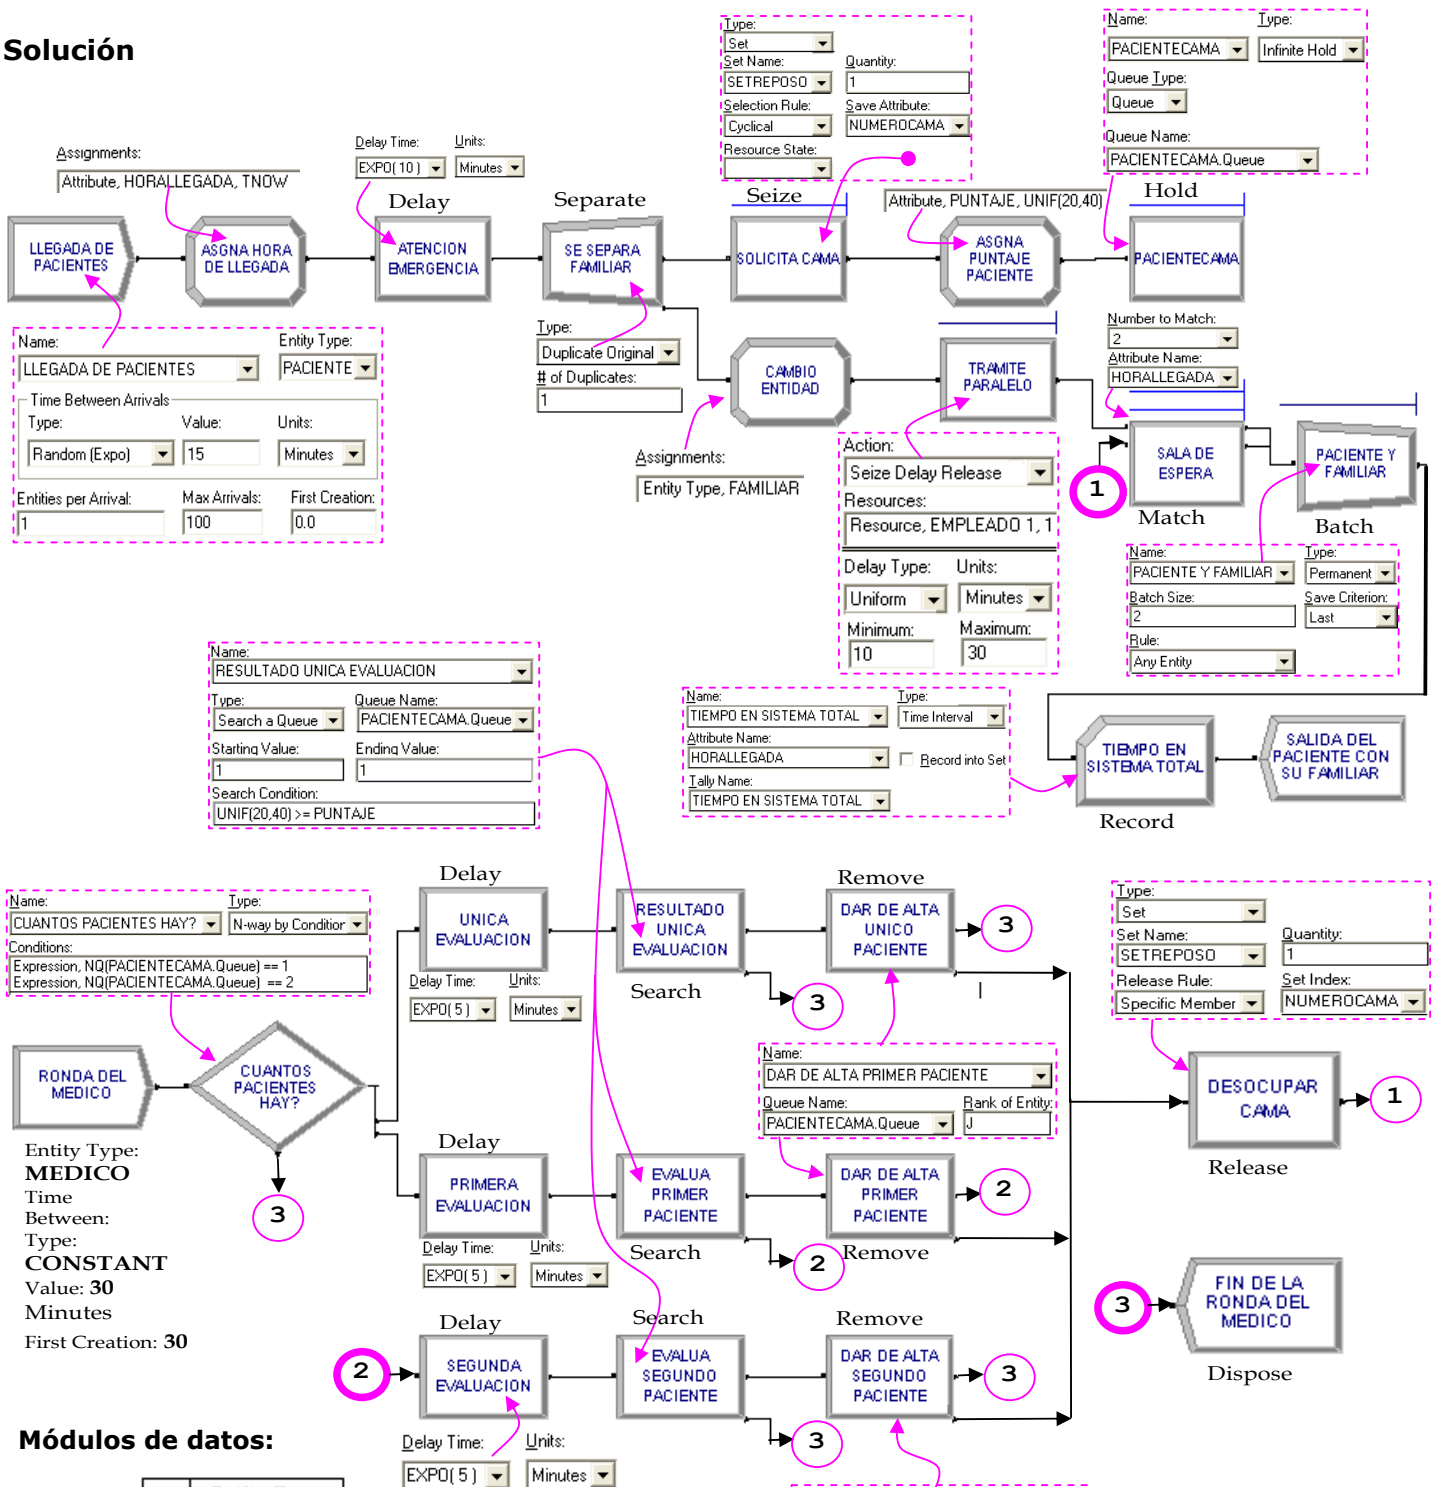 Solución
Type:
Set
Set Name:
Quantity:
SETREPOSO
1
Selection Rule:
Save Attribute:
Cyclical
NUMEROCAMA
Resource State:
Name:
Type:
PACIENTECAMA
Infinite Hold
Queue Type:
Queue
Queue Name:
PACIENTECAMA.Queue
Assignments:
Attribute, HORALLEGADA, TNOW
Delay Time:
Units:
EXPO( 10 )
Minutes
Delay
Separate
Seize
Attribute, PUNTAJE, UNIF(20,40)
Hold
LLEGADA DE
PACIENTES
ASGNA HORA
DE LLEGADA
ATENCION
EMERGENCIA
SE SEPARA
FAMILIAR
SOLICITA CAMA
ASGNA
PUNTAJE
PACIENTE
PACIENTECAMA
Name:
Entity Type:
LLEGADA DE PACIENTES
PACIENTE
Time Between Arrivals
Type:
Value:
Units:
Random (Expo)
15
Minutes
Entities per Arrival:
Max Arrivals:
First Creation:
1
100
0.0
Type:
Duplicate Original
# of Duplicates:
1
CAMBIO
ENTIDAD
TRAMITE
PARALELO
Number to Match:
2
Attribute Name:
HORALLEGADA
Assignments:
Entity Type, FAMILIAR
Action:
Seize Delay Release
Resources:
Resource, EMPLEADO 1, 1
Delay Type:
Units:
Uniform
Minutes
Minimum:
Maximum:
10
30
1
SALA DE
ESPERA
Match
PACIENTE Y
FAMILIAR
Batch
Name:
Type:
PACIENTE Y FAMILIAR
Permanent
Batch Size:
Save Criterion:
2
Last
Rule:
Any Entity
Name:
RESULTADO UNICA EVALUACION
Type:
Queue Name:
Search a Queue
PACIENTECAMA.Queue
Starting Value:
Ending Value:
1
1
Search Condition:
UNIF(20,40) >= PUNTAJE
Name:
Type:
TIEMPO EN SISTEMA TOTAL
Time Interval
Attribute Name:
HORALLEGADA
Record into Set
Tally Name:
TIEMPO EN SISTEMA TOTAL
TIEMPO EN
SISTEMA TOTAL
Record
SALIDA DEL
PACIENTE CON
SU FAMILIAR
Name:
Type:
CUANTOS PACIENTES HAY?
N-way by Condition
Conditions:
Expression, NQ(PACIENTECAMA.Queue) == 1
Expression, NQ(PACIENTECAMA.Queue) == 2
Delay
UNICA
EVALUACION
Delay Time:
Units:
EXPO( 5 )
Minutes
RESULTADO
UNICA
EVALUACION
Search
3
Remove
DAR DE ALTA
UNICO
PACIENTE
3
Type:
Set
Set Name:
Quantity:
SETREPOSO
1
Release Rule:
Set Index:
Specific Member
NUMEROCAMA
RONDA DEL
MEDICO
CUANTOS
PACIENTES
HAY?
3
Entity Type:
MEDICO
Time
Between:
Type:
CONSTANT
Value: 30
Minutes
First Creation: 30
Name:
DAR DE ALTA PRIMER PACIENTE
Queue Name:
Rank of Entity:
PACIENTECAMA.Queue
J
DESOCUPAR
CAMA
1
Release
Delay
PRIMERA
EVALUACION
Delay Time:
Units:
EXPO( 5 )
Minutes
EVALUA
PRIMER
PACIENTE
Search
2
DAR DE ALTA
PRIMER
PACIENTE
Remove
2
3
FIN DE LA
RONDA DEL
MEDICO
Dispose
2
Delay
SEGUNDA
EVALUACION
Search
EVALUA
SEGUNDO
PACIENTE
3
Remove
DAR DE ALTA
SEGUNDO
PACIENTE
3
Delay Time:
Units:
EXPO( 5 )
Minutes
Módulos de datos: